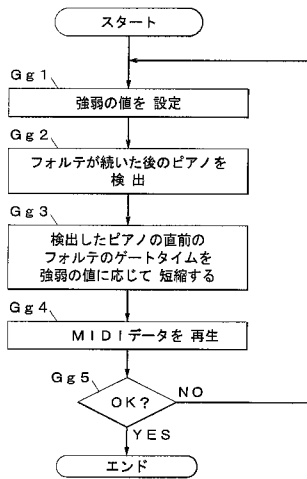 スタート
Gg1
強弱の値を 設定
Gg2
フォルテが続いた後のピアノを
検 出
Gg3
検出したピアノの直前の
フォルテのゲートタイムを
強弱の値に応じて 短縮する
Gg4
MIDIデータを 再生
Gg5
OK?
NO
YES
エンド